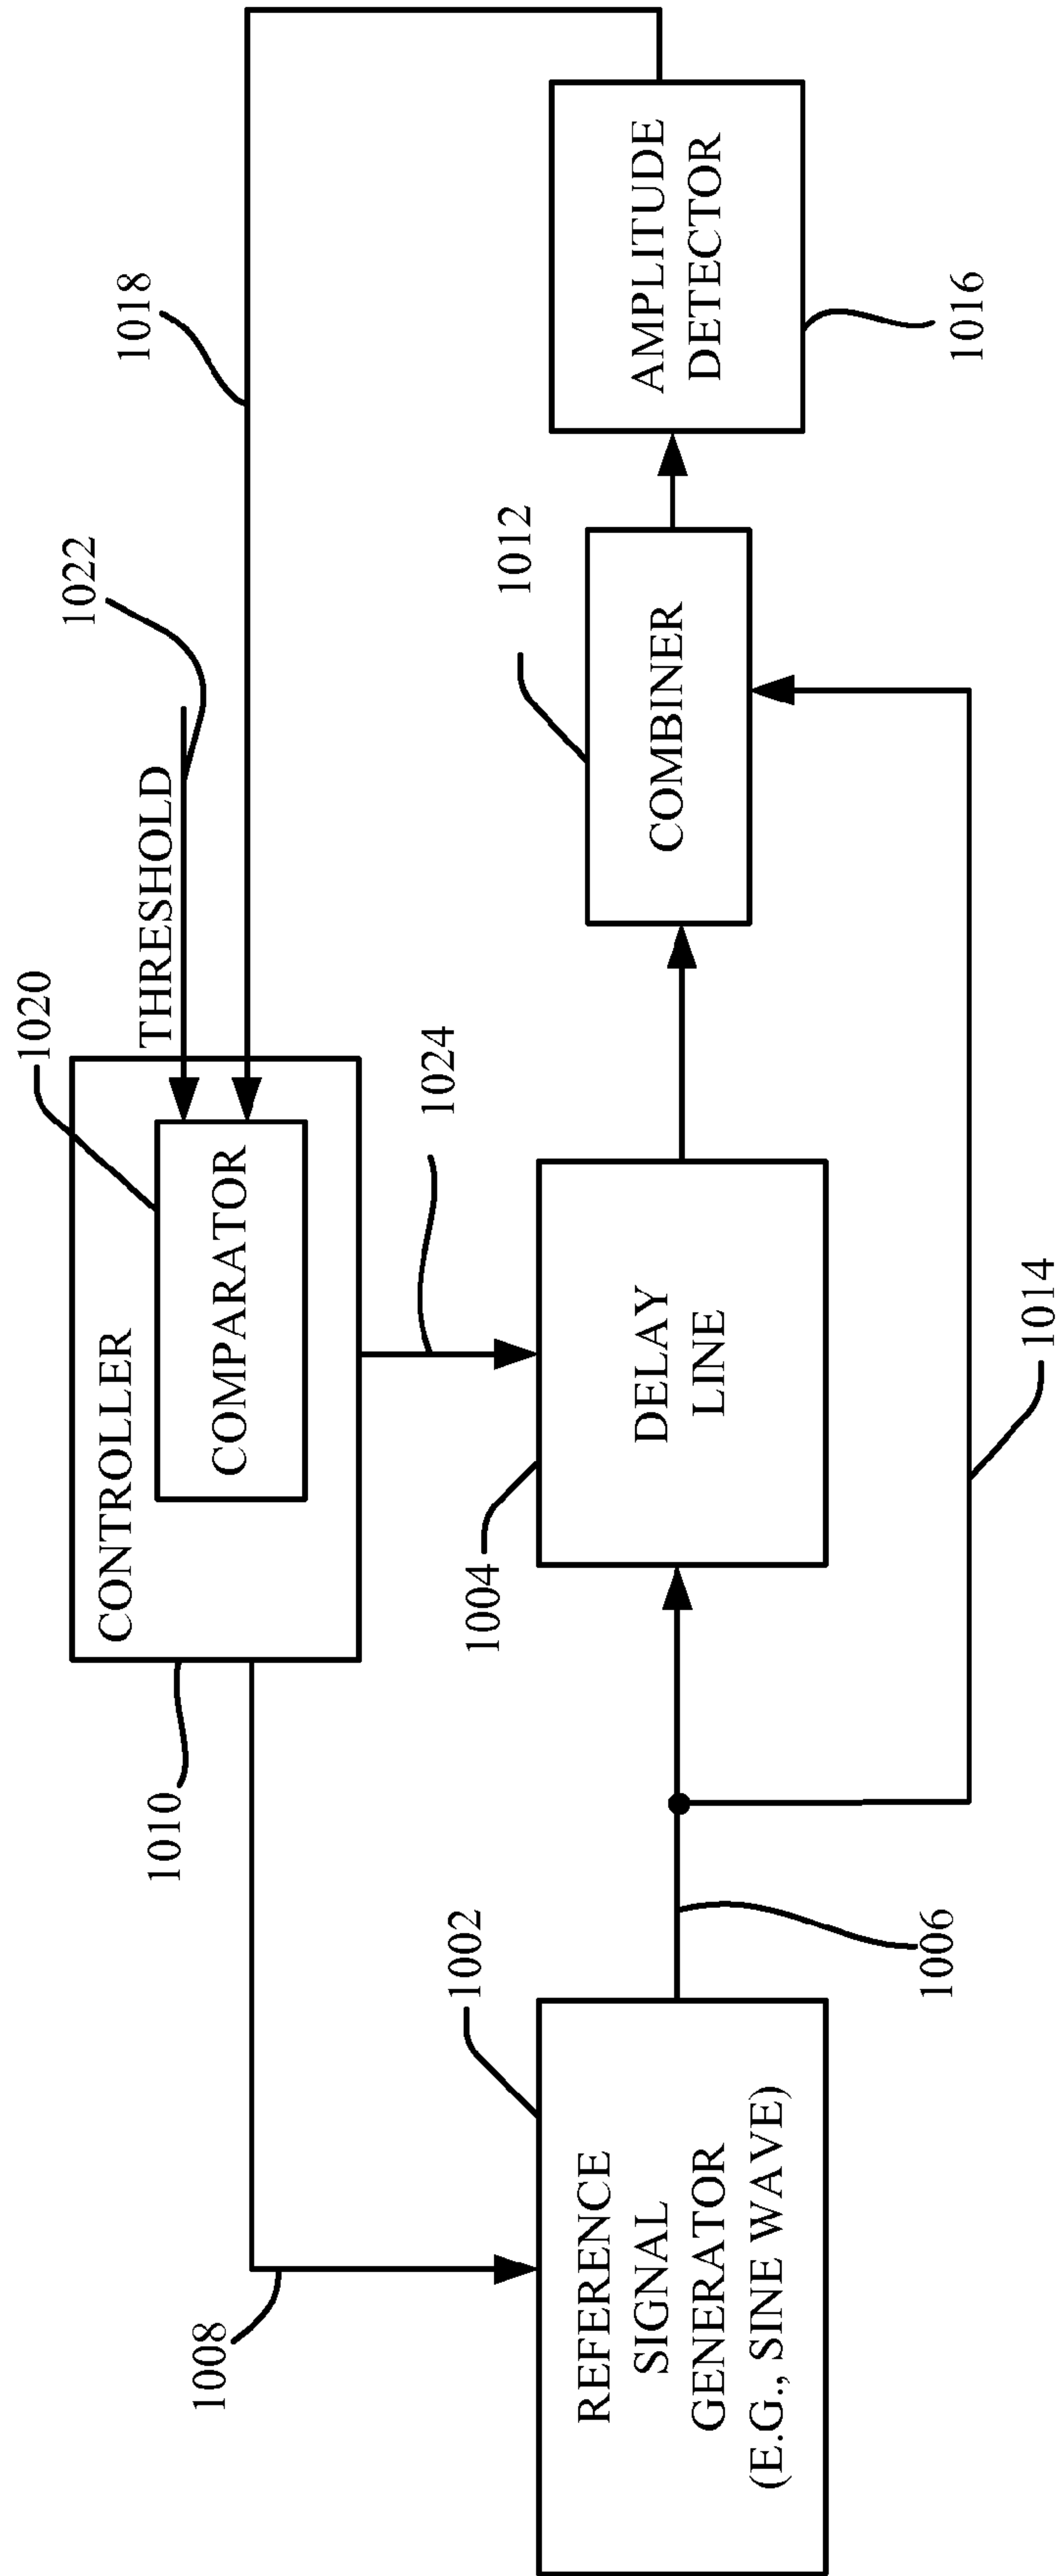 1018
1022
THRESHOLD
1020
CONTROLLER
COMPARATOR
1010
1008
1024
1012
1002
1004
REFERENCE
SIGNAL
GENERATOR
(E.G., SINE WAVE)
DELAY
LINE
COMBINER
AMPLITUDE
DETECTOR
1006
1014
1016